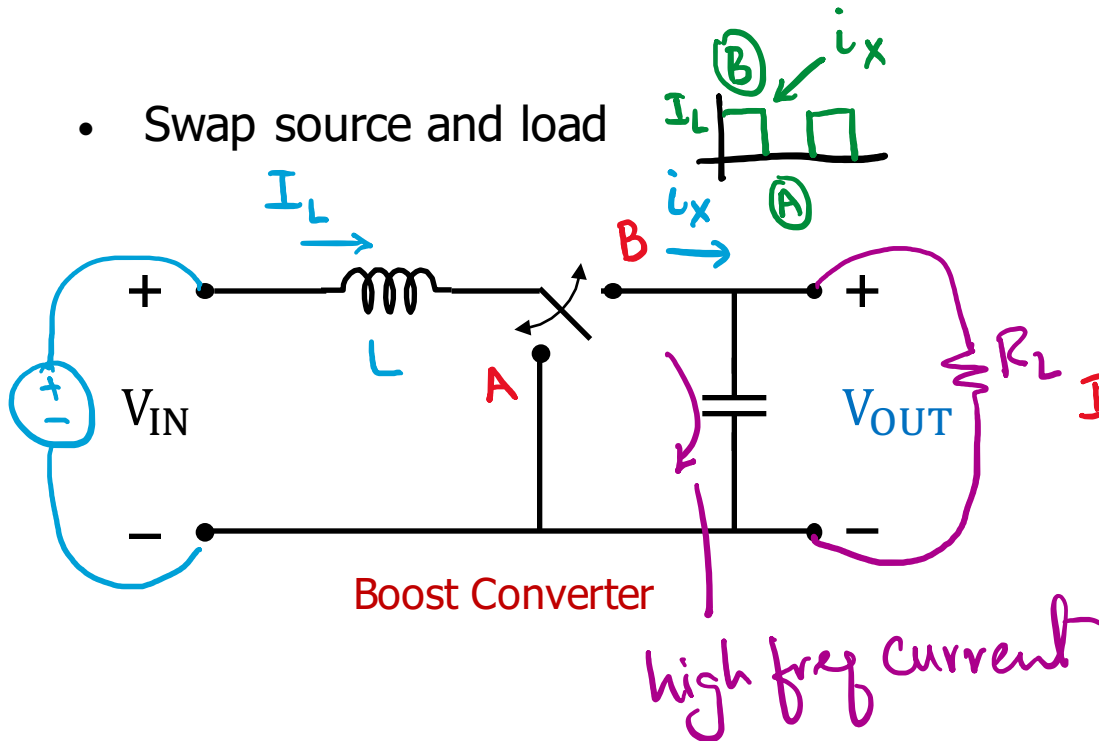 B
i_X
• Swap source and load
I_L
A
I_L
i_X
B
+
+
L
A
+
−
V_IN
V_OUT
R_L
I
−
−
Boost Converter
high freq current